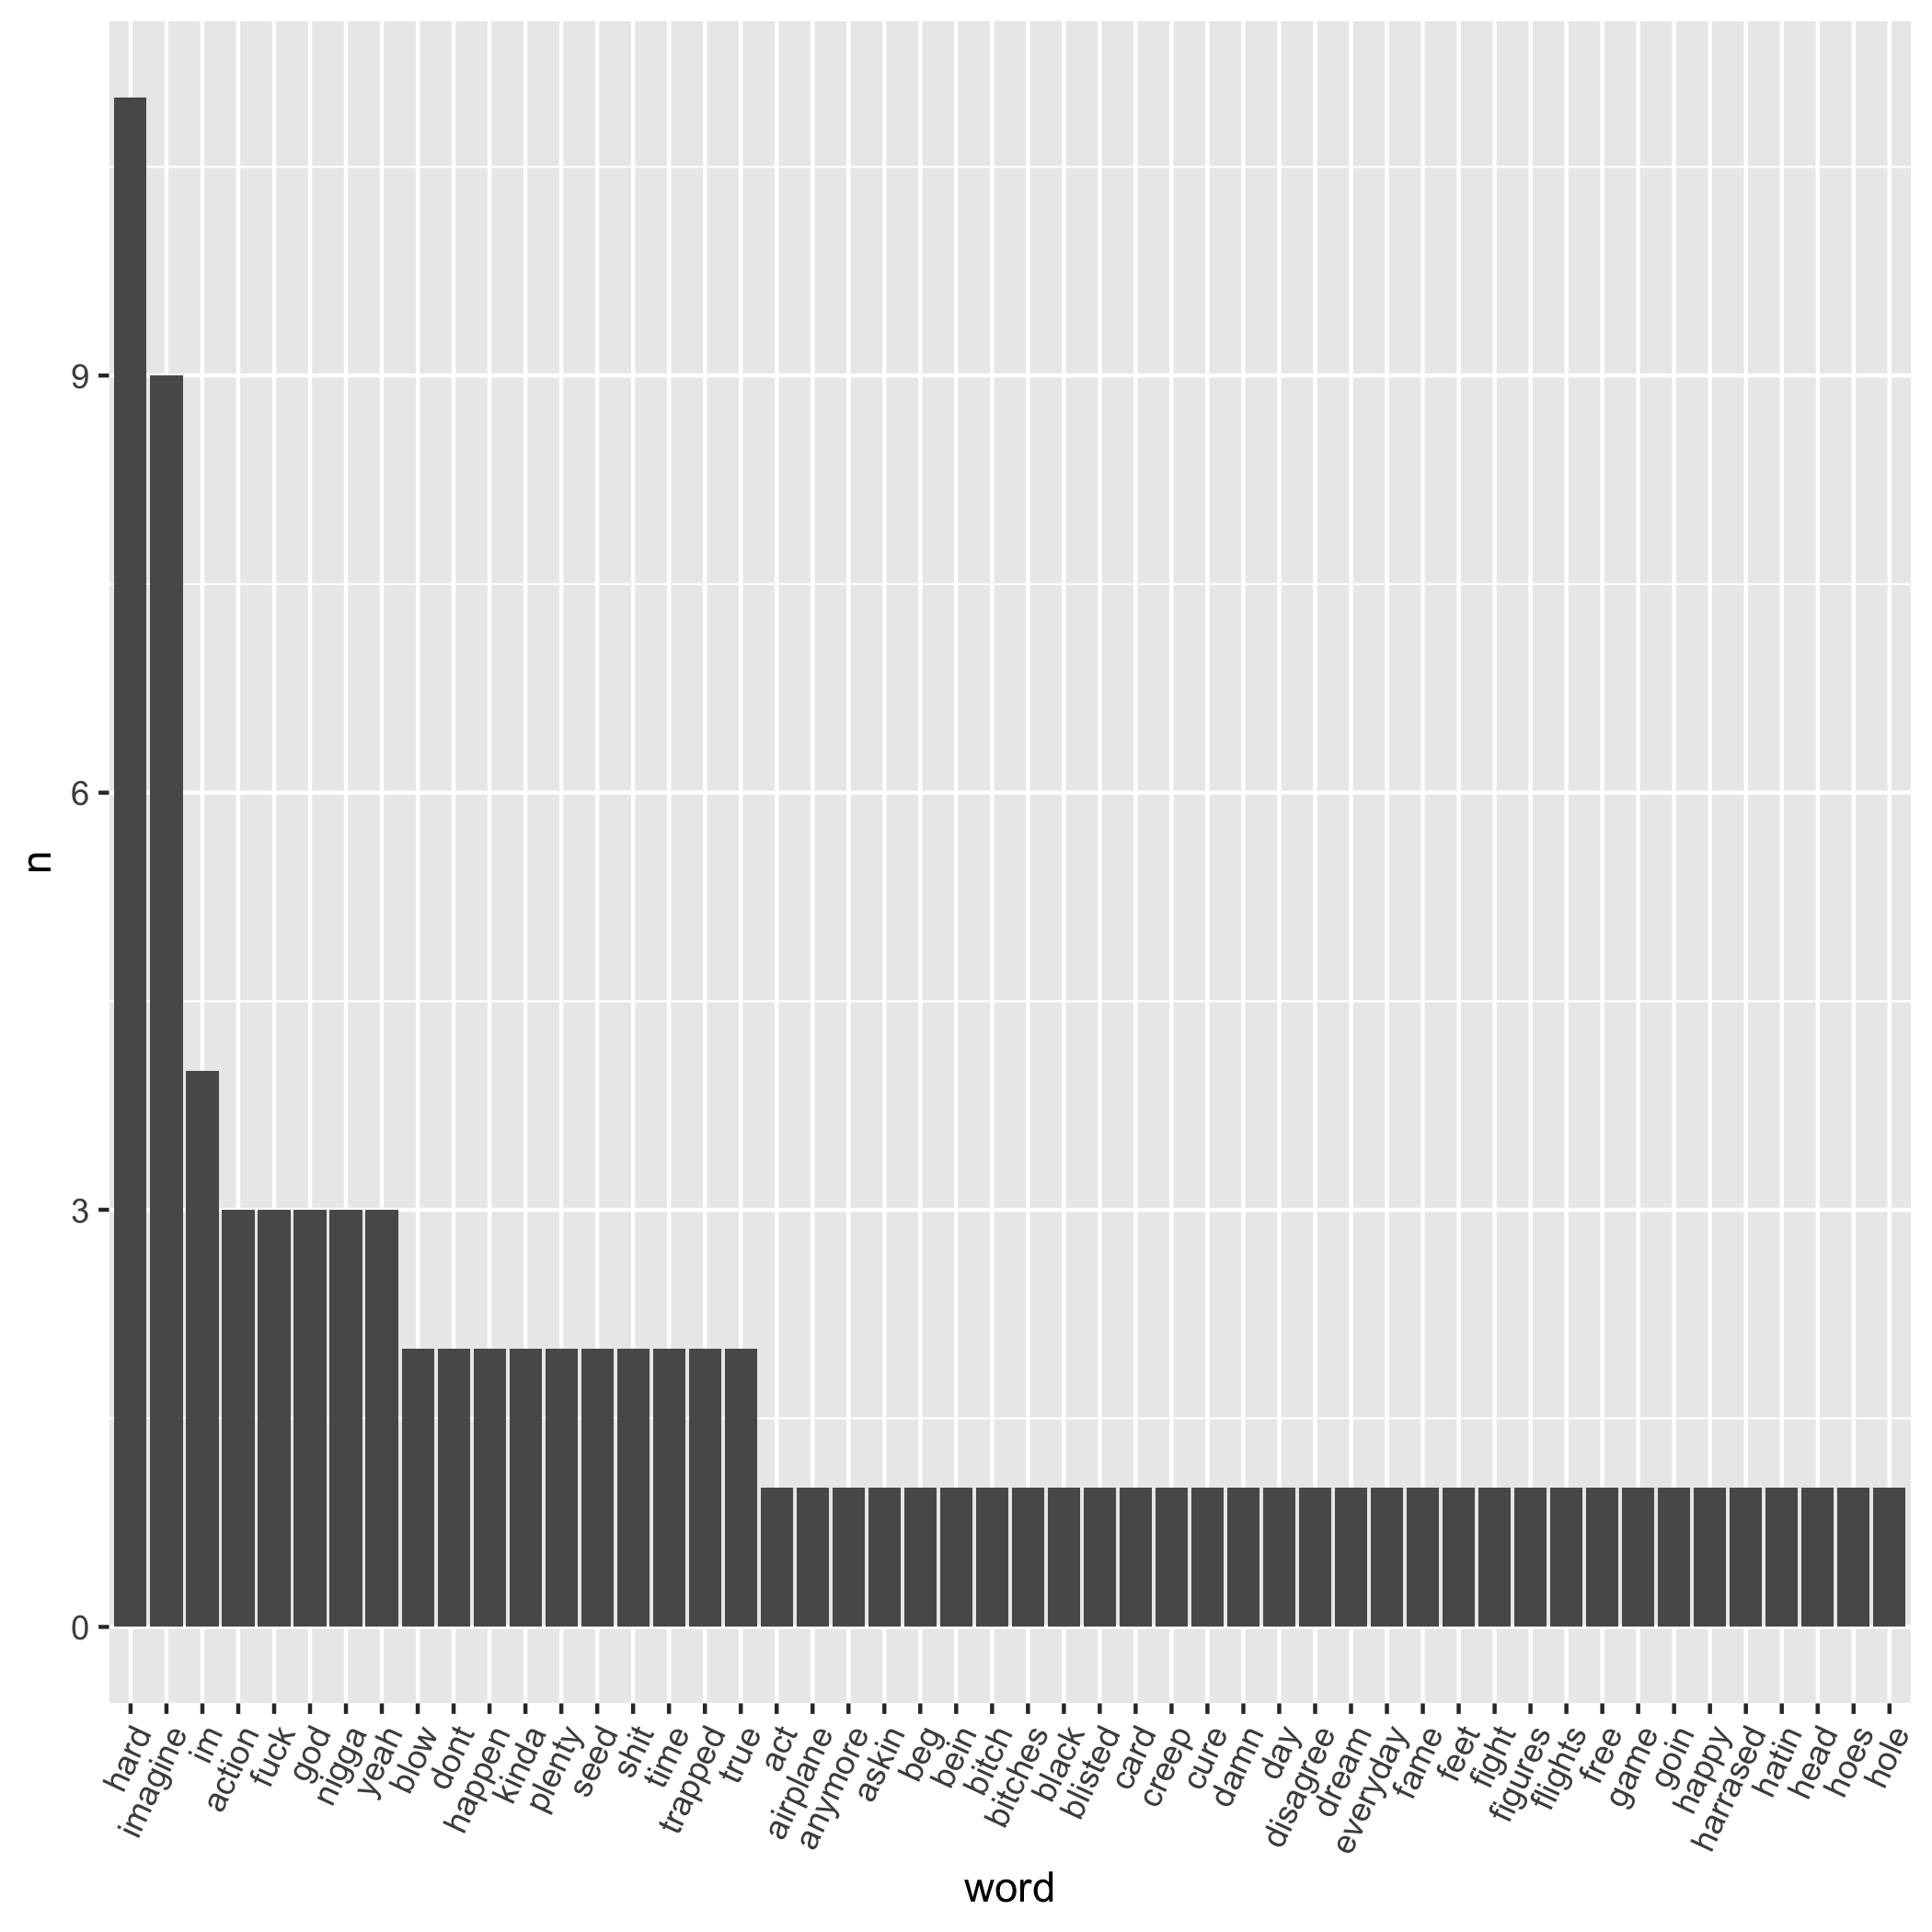 n
9
6
3
0
hard
imagine
im
action
fuck
god
nigga
yeah
blow
dont
happen
kinda
plenty
seed
shit
time
trapped
true
act
airplane
anymore
askin
beg
bein
bitch
bitches
black
blisted
card
creep
cure
damn
day
disagree
dream
everyday
fame
feet
fight
figures
flights
free
game
goin
happy
harrased
hatin
head
hoes
hole
word